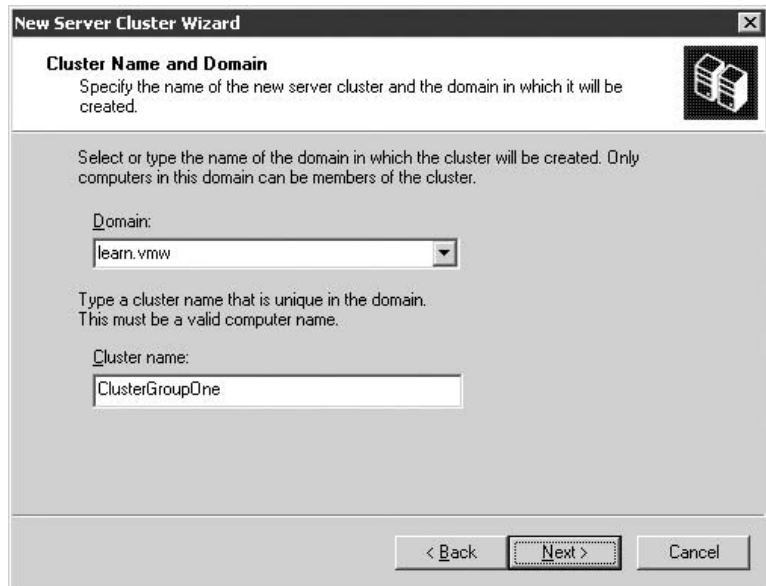 New Server Cluster Wizard
Cluster Name and Domain
Specify the name of the new server cluster and the domain in which it will be
created.
Select or type the name of the domain in which the cluster will be created. Only
computers in this domain can be members of the cluster.
Domain:
learn.vmw
Type a cluster name that is unique in the domain.
This must be a valid computer name.
Cluster name:
ClusterGroupOne
< Back
Next >
Cancel